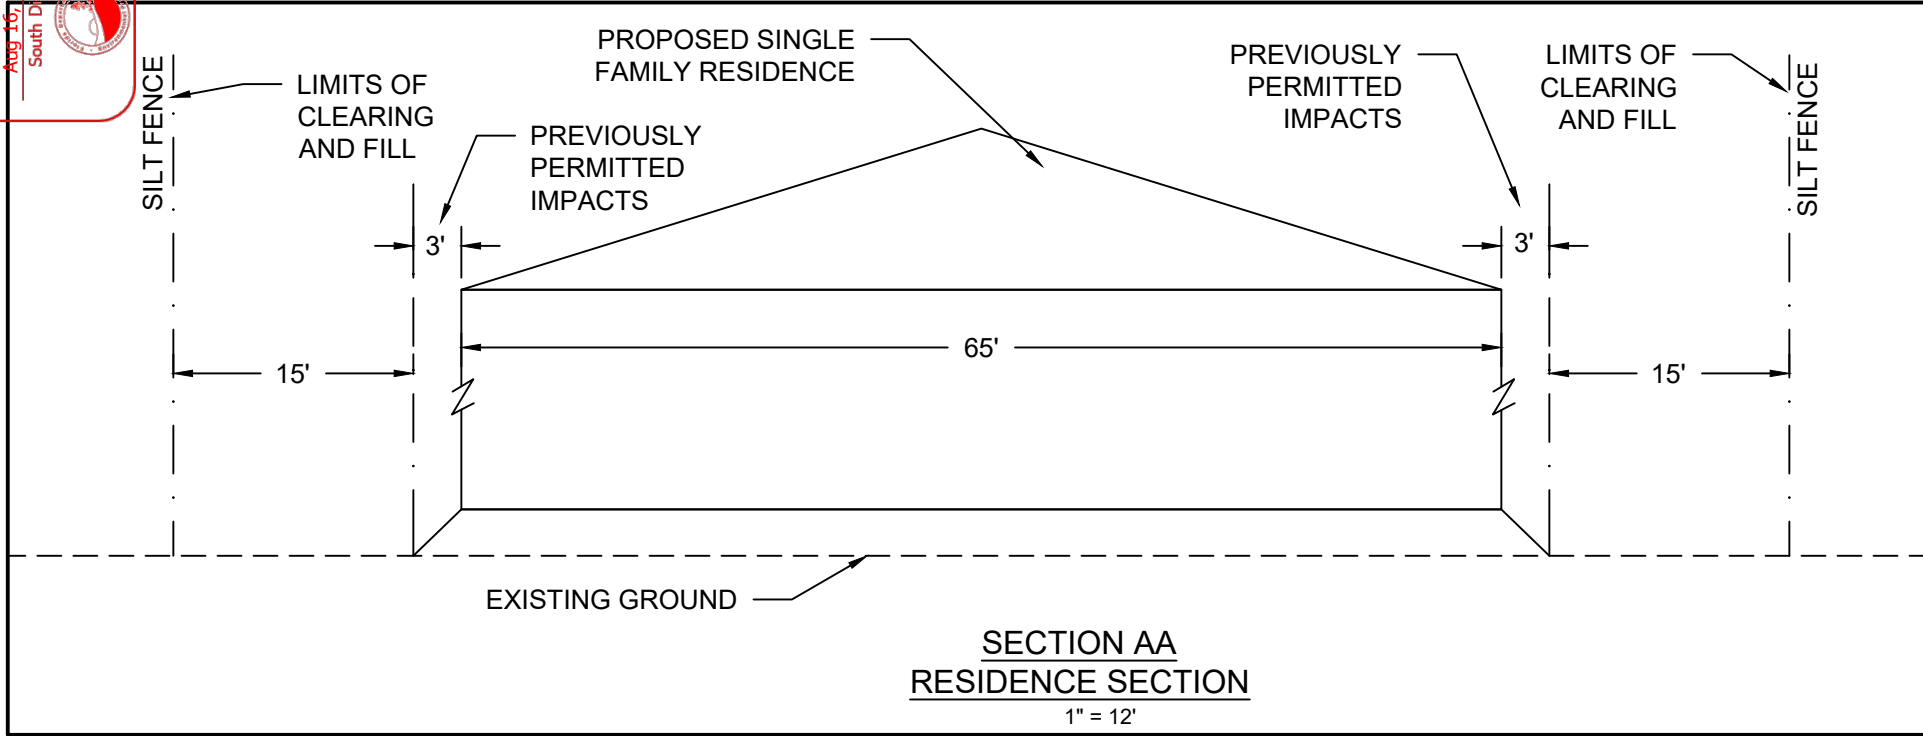 Aug 16,
South Di
SILT FENCE
LIMITS OF
CLEARING
AND FILL
PREVIOUSLY
PERMITTED
IMPACTS
PROPOSED SINGLE
FAMILY RESIDENCE
PREVIOUSLY
PERMITTED
IMPACTS
LIMITS OF
CLEARING
AND FILL
SILT FENCE
3'
3'
65'
15'
15'
EXISTING GROUND
SECTION AA
RESIDENCE SECTION
1" = 12'